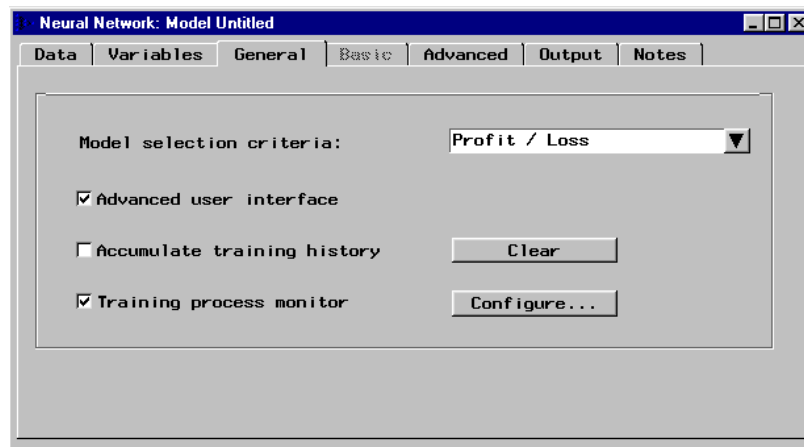 Neural Network: Model Untitled
Data Variables General Basic Advanced Output Notes
Model selection criteria: Profit / Loss
Advanced user interface
Accumulate training history Clear
Training process monitor Configure...